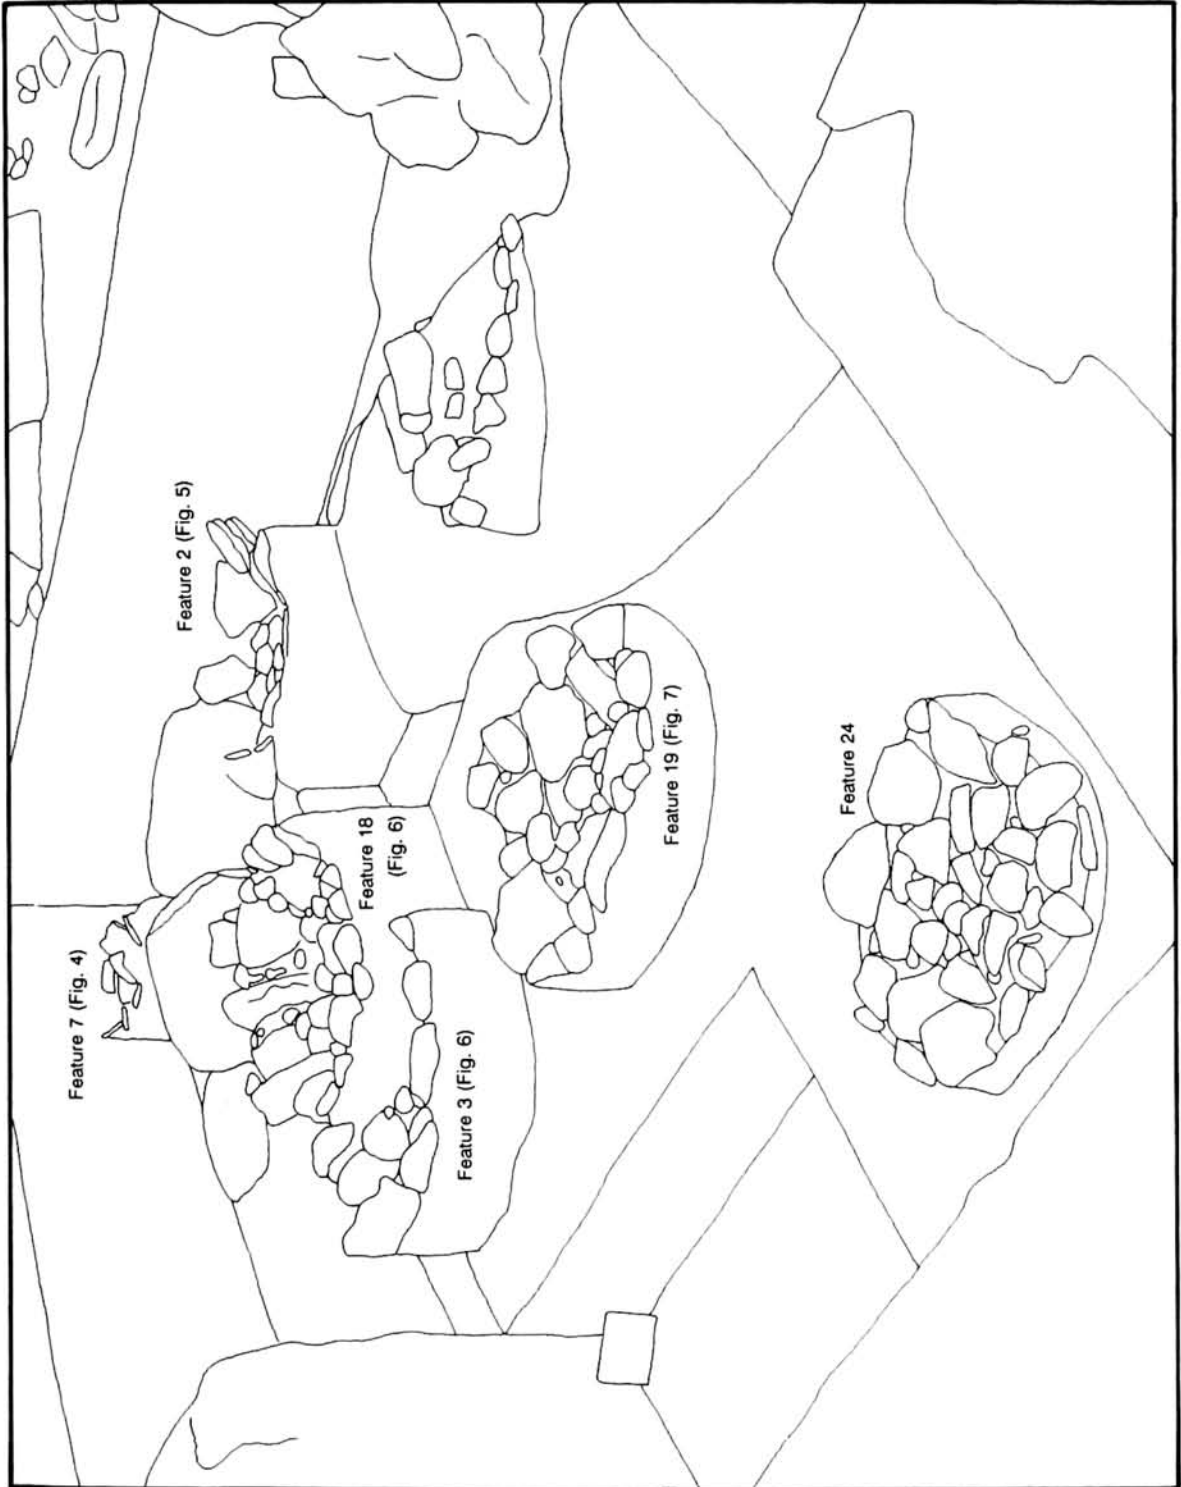 Feature 7 (Fig. 4)
Feature 2 (Fig. 5)
Feature 18
(Fig. 6)
Feature 3 (Fig. 6)
Feature 19 (Fig. 7)
Feature 24